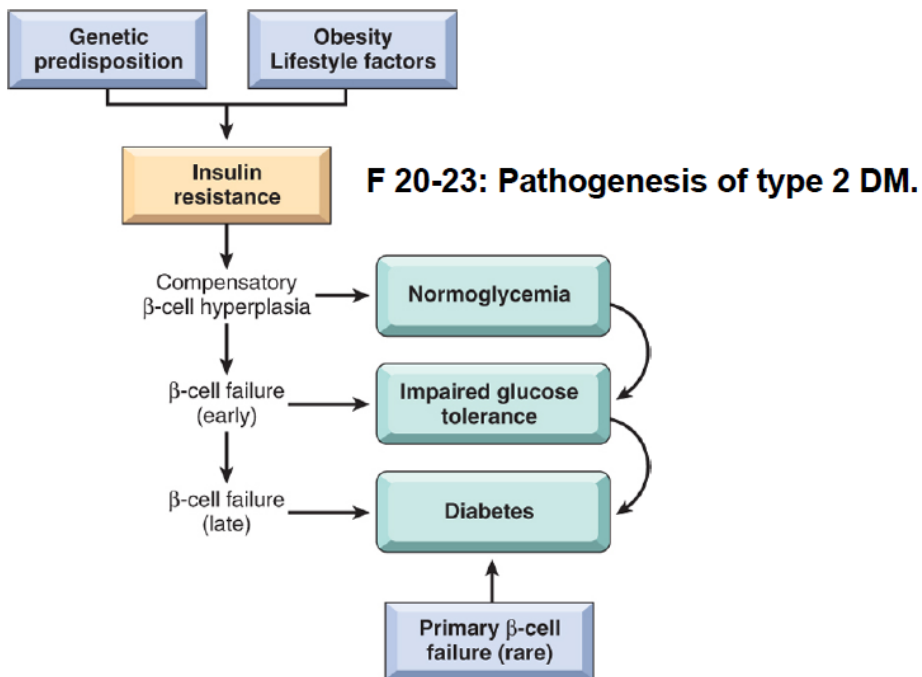 Genetic
predisposition
Obesity
Lifestyle factors
Insulin
resistance
F 20-23: Pathogenesis of type 2 DM.
Compensatory
β-cell hyperplasia
Normoglycemia
β-cell failure
(early)
Impaired glucose
tolerance
β-cell failure
(late)
Diabetes
Primary β-cell
failure (rare)